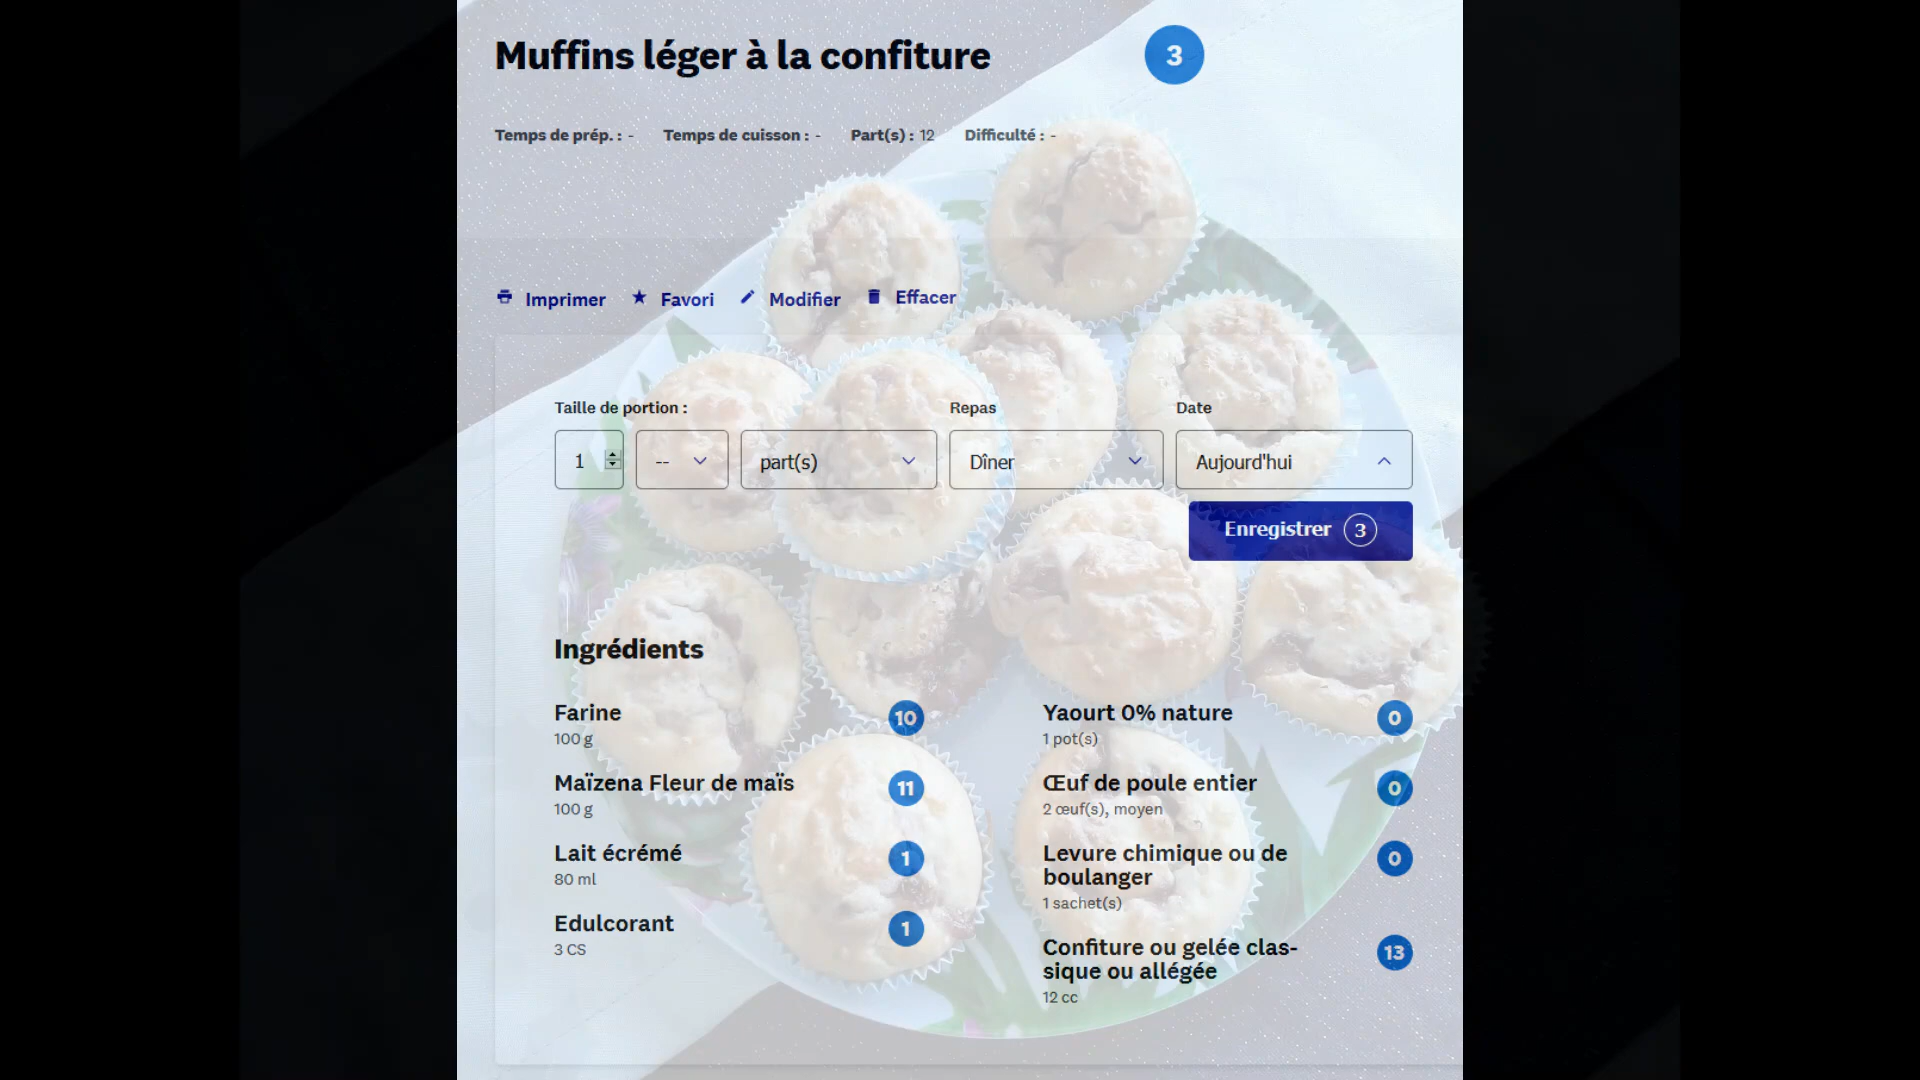 Muffins léger à la confiture
3
Temps de prép. : - Temps de cuisson : - Part(s) : 12 Difficulté : -
Imprimer Favori Modifier Effacer
Taille de portion : Repas Date
1 -- part(s) Dîner Aujourd'hui
Enregistrer 3
Ingrédients
Farine 10
100 g
Maïzena Fleur de maïs 11
100 g
Lait écrémé 1
80 ml
Edulcorant 1
3 CS
Yaourt 0% nature 0
1 pot(s)
Œuf de poule entier 0
2 œuf(s), moyen
Levure chimique ou de 0
boulanger
1 sachet(s)
Confiture ou gelée clas- 13
sique ou allégée
12 cc